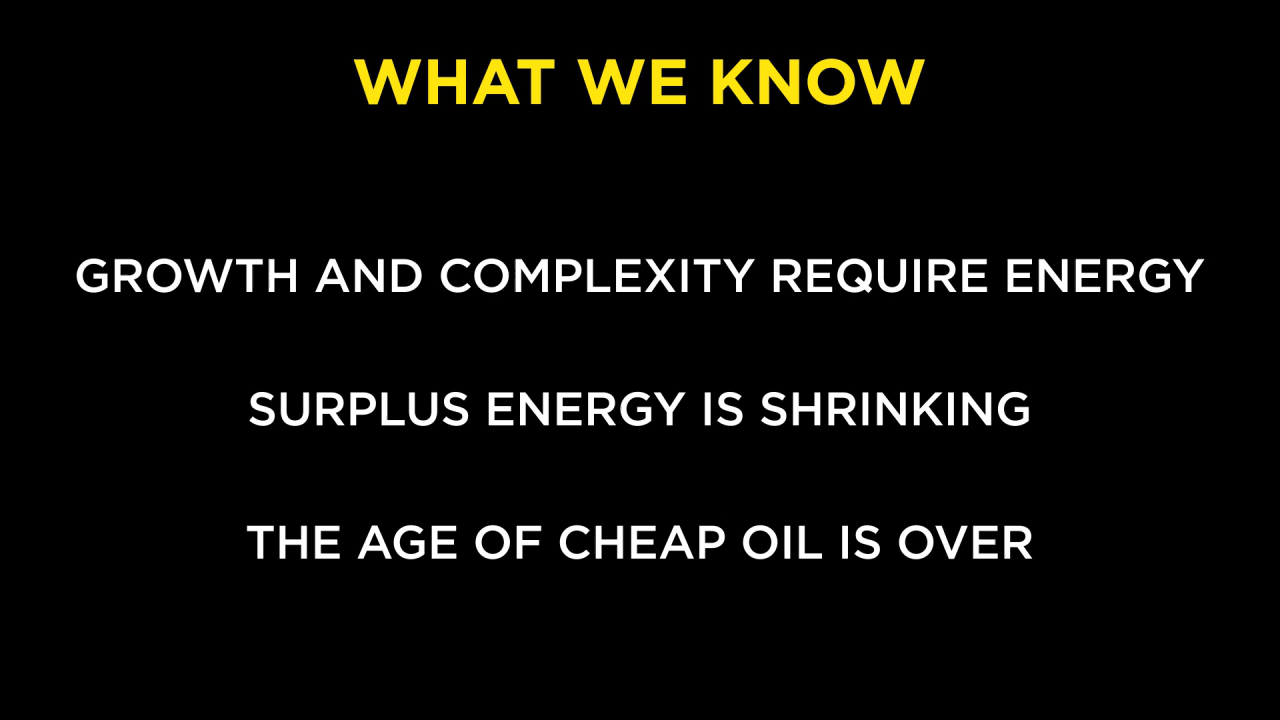 WHAT WE KNOW
GROWTH AND COMPLEXITY REQUIRE ENERGY
SURPLUS ENERGY IS SHRINKING
THE AGE OF CHEAP OIL IS OVER